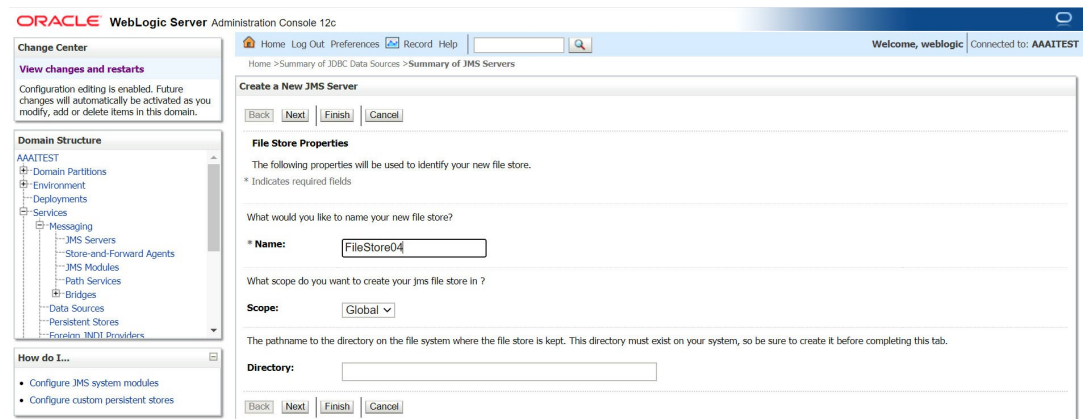 ORACLE WebLogic Server Administration Console 12c
Change Center
View changes and restarts
Configuration editing is enabled. Future
changes will automatically be activated as you
modify, add or delete items in this domain.
Domain Structure
AAAITEST
Domain Partitions
Environment
Deployments
Services
Messaging
JMS Servers
Store-and-Forward Agents
JMS Modules
Path Services
Bridges
Data Sources
Persistent Stores
Foreign JNDI Providers
How do I...
Configure JMS system modules
Configure custom persistent stores
Home Log Out Preferences Record Help
Welcome, weblogic Connected to: AAAITEST
Home >Summary of JDBC Data Sources >Summary of JMS Servers
Create a New JMS Server
Back Next Finish Cancel
File Store Properties
The following properties will be used to identify your new file store.
* Indicates required fields
What would you like to name your new file store?
* Name: FileStore04
What scope do you want to create your jms file store in ?
Scope: Global
The pathname to the directory on the file system where the file store is kept. This directory must exist on your system, so be sure to create it before completing this tab.
Directory:
Back Next Finish Cancel